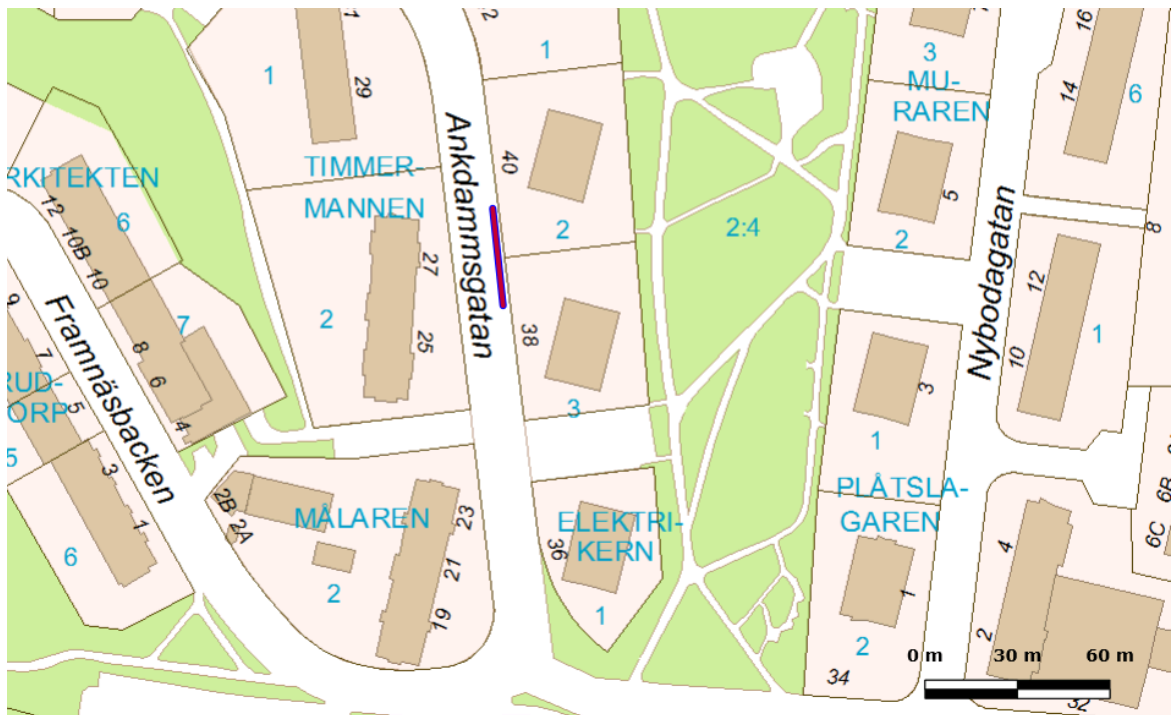 1
29
TIMMER
MANNEN
27
25
2
Ankdammsgatan
1
40
2
38
3
2:4
3
MU-
RAREN
5
2
Nybodagatan
16
14
6
8
12
10
1
RKITEKTEN
6
12
10B
10
7
8
6
4
Framnäsbacken
9
7
5
5
3
1
6
2B
2A
MÅLAREN
2
23
21
19
ELEKTRI-
KERN
36
1
3
1
PLÅTSLA-
GAREN
1
2
34
4
2
6B
6C
0 m 30 m 60 m
32